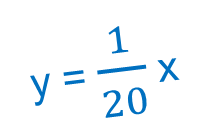 y = 1/20 x